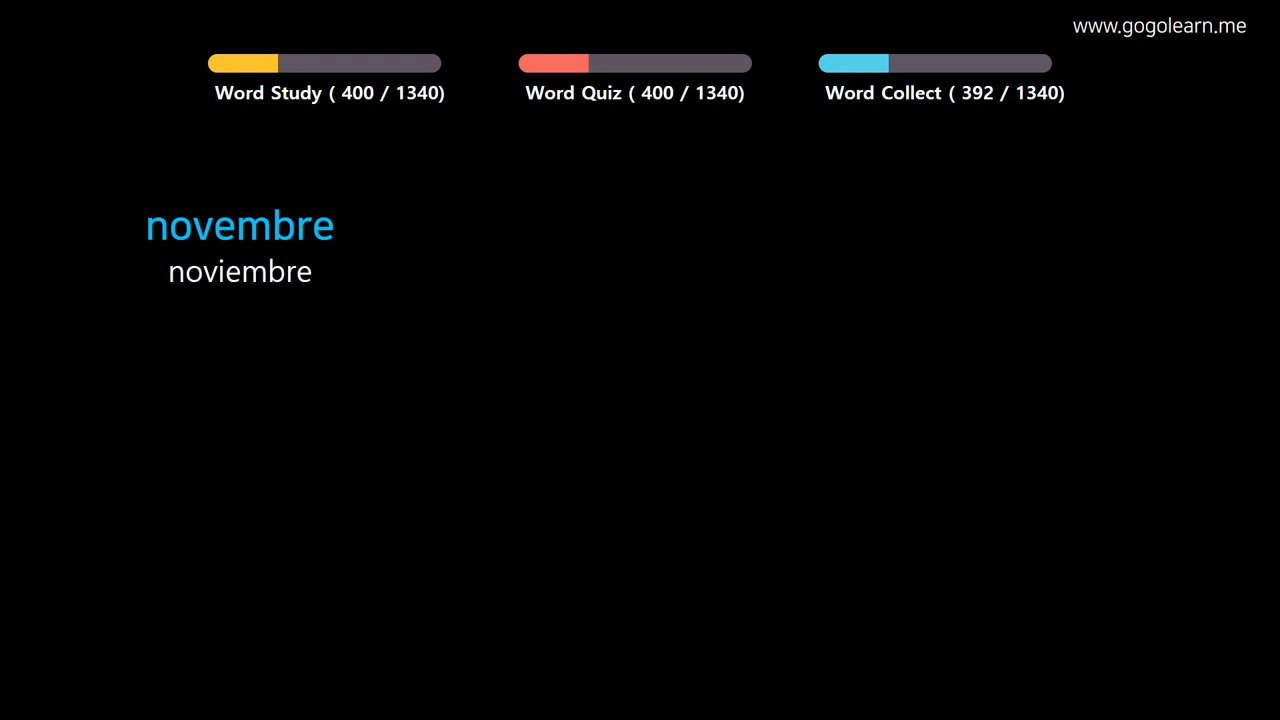 www.gogolearn.me
Word Study ( 400 / 1340)
Word Quiz ( 400 / 1340)
Word Collect ( 392 / 1340)
novembre
noviembre